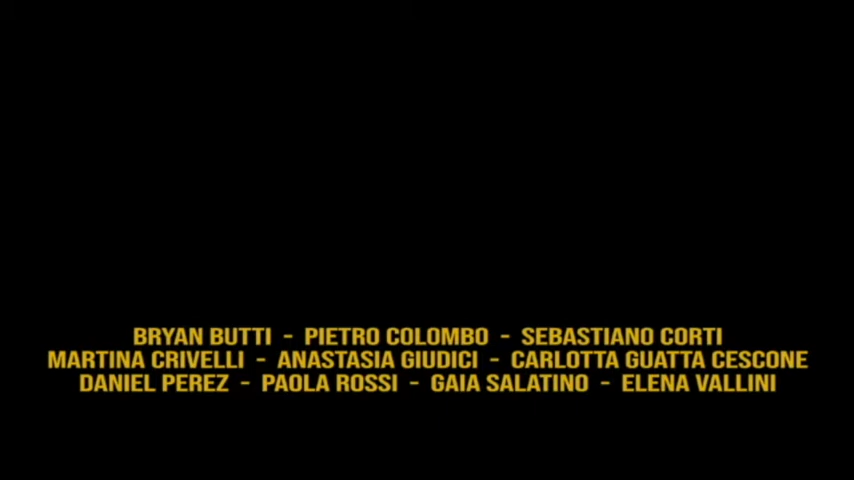 BRYAN BUTTI - PIETRO COLOMBO - SEBASTIANO CORTI
MARTINA CRIVELLI - ANASTASIA GIUDICI - CARLOTTA GUATTA CESCONE
DANIEL PEREZ - PAOLA ROSSI - GAIA SALATINO - ELENA VALLINI